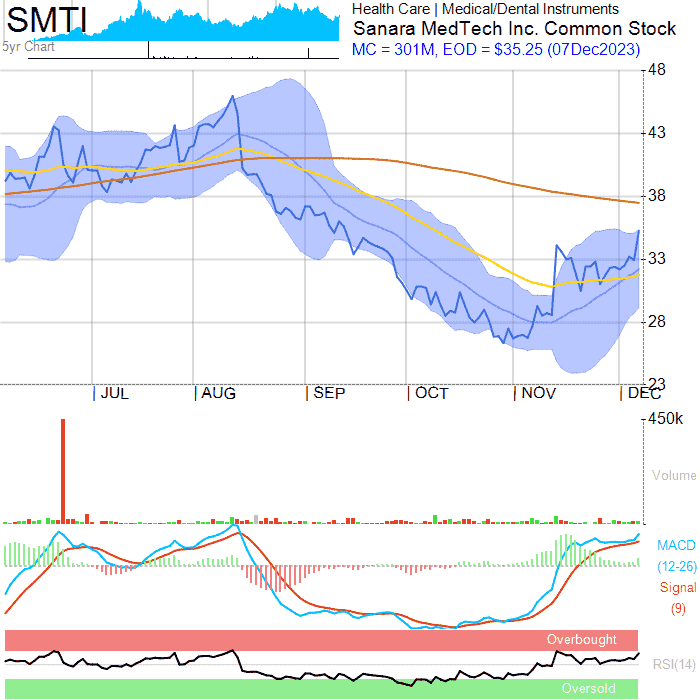 SMTI
5yr Chart
Health Care | Medical/Dental Instruments
Sanara MedTech Inc. Common Stock
MC = 301M, EOD = $35.25 (07Dec2023)
48
43
38
33
28
23
JUL AUG SEP OCT NOV DEC
450k
Volume
MACD
(12-26)
Signal
(9)
Overbought
RSI(14)
Oversold